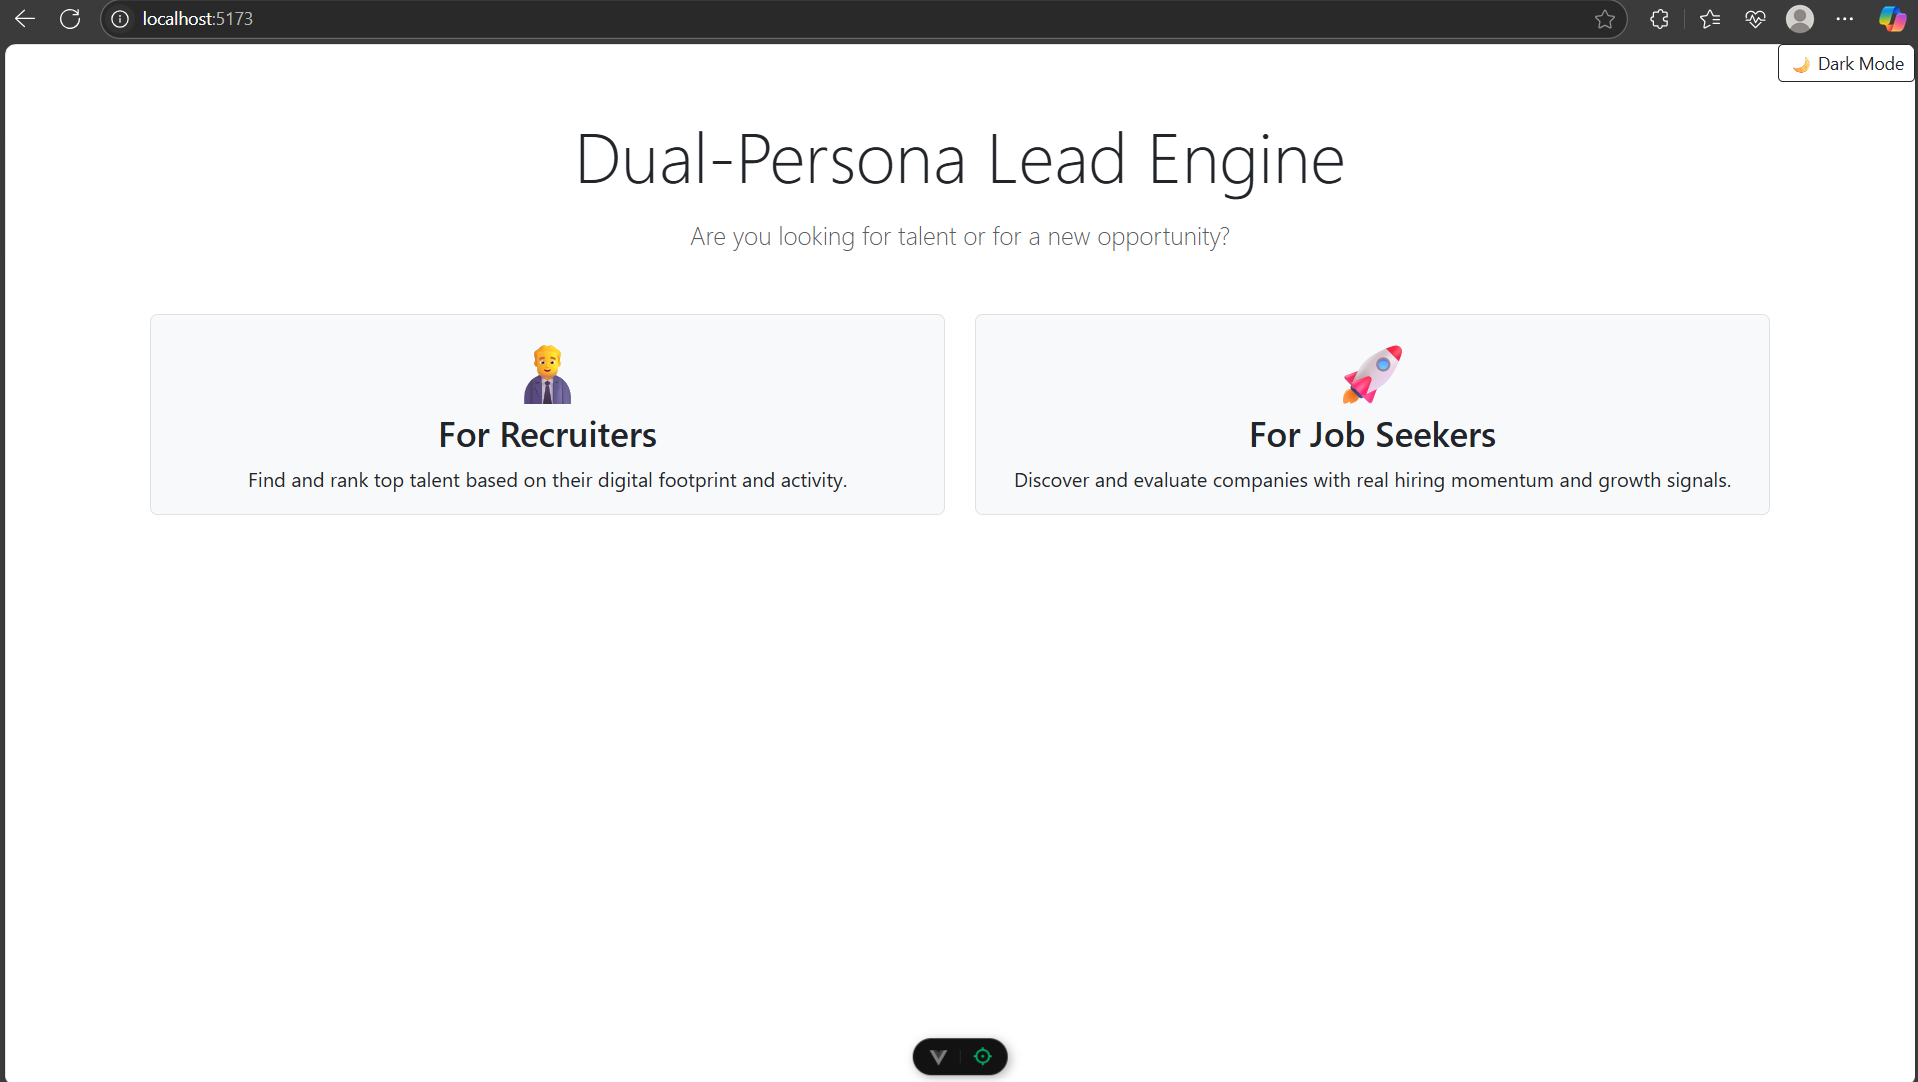 localhost:5173
🌙 Dark Mode
Dual-Persona Lead Engine
Are you looking for talent or for a new opportunity?
For Recruiters
Find and rank top talent based on their digital footprint and activity.
For Job Seekers
Discover and evaluate companies with real hiring momentum and growth signals.